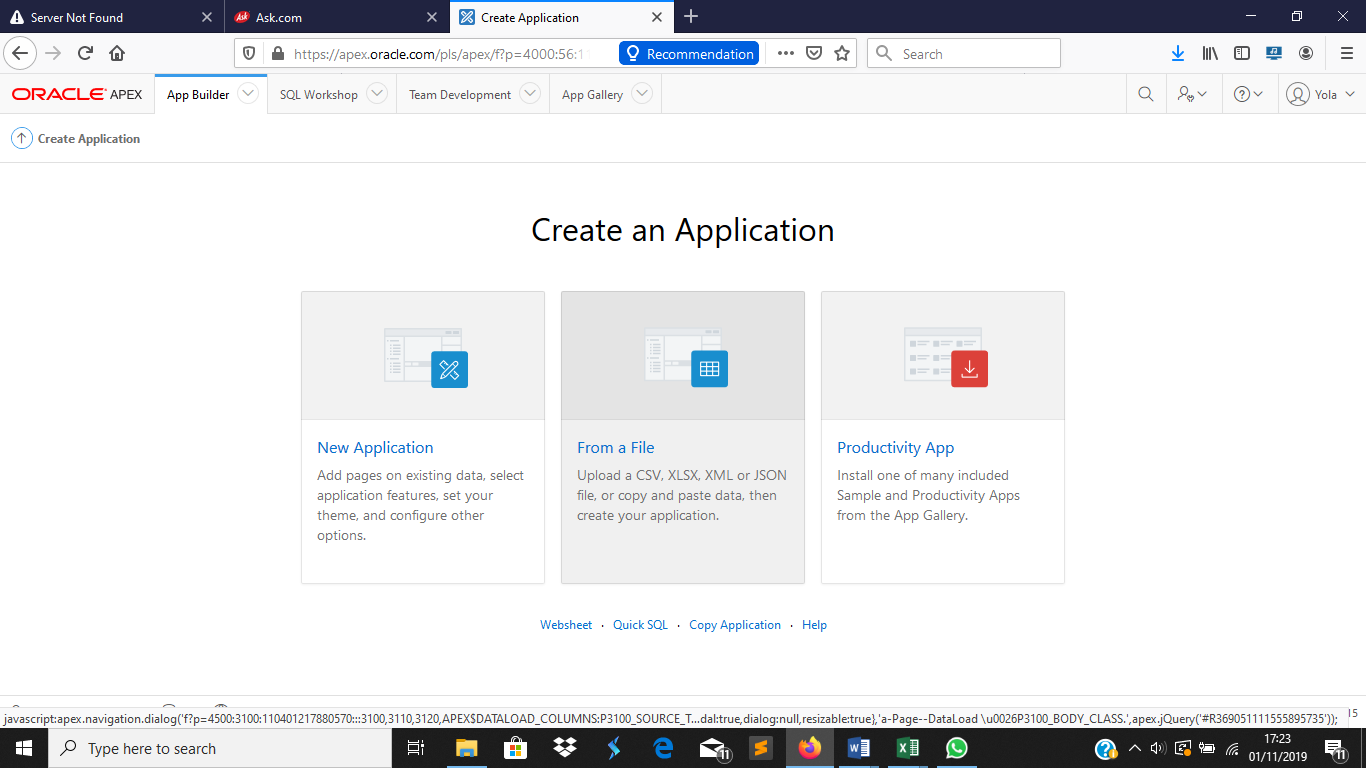 Server Not Found
Ask.com
Create Application
https://apex.oracle.com/pls/apex/f?p=4000:56:1
Recommendation
Search
ORACLE APEX
App Builder
SQL Workshop
Team Development
App Gallery
Yola
Create Application
Create an Application
New Application
Add pages on existing data, select
application features, set your
theme, and configure other
options.
From a File
Upload a CSV, XLSX, XML or JSON
file, or copy and paste data, then
create your application.
Productivity App
Install one of many included
Sample and Productivity Apps
from the App Gallery.
Websheet · Quick SQL · Copy Application · Help
javascript:apex.navigation.dialog('f?p=4500:3100:110401217880570:::3100,3110,3120,APEX$DATALOAD_COLUMNS:P3100_SOURCE_T...dal:true,dialog:null,resizable:true},'a-Page--DataLoad \u0026P3100_BODY_CLASS.',apex.jQuery('#R369051111555895735'));
15
Type here to search
11
17:23
01/11/2019
11